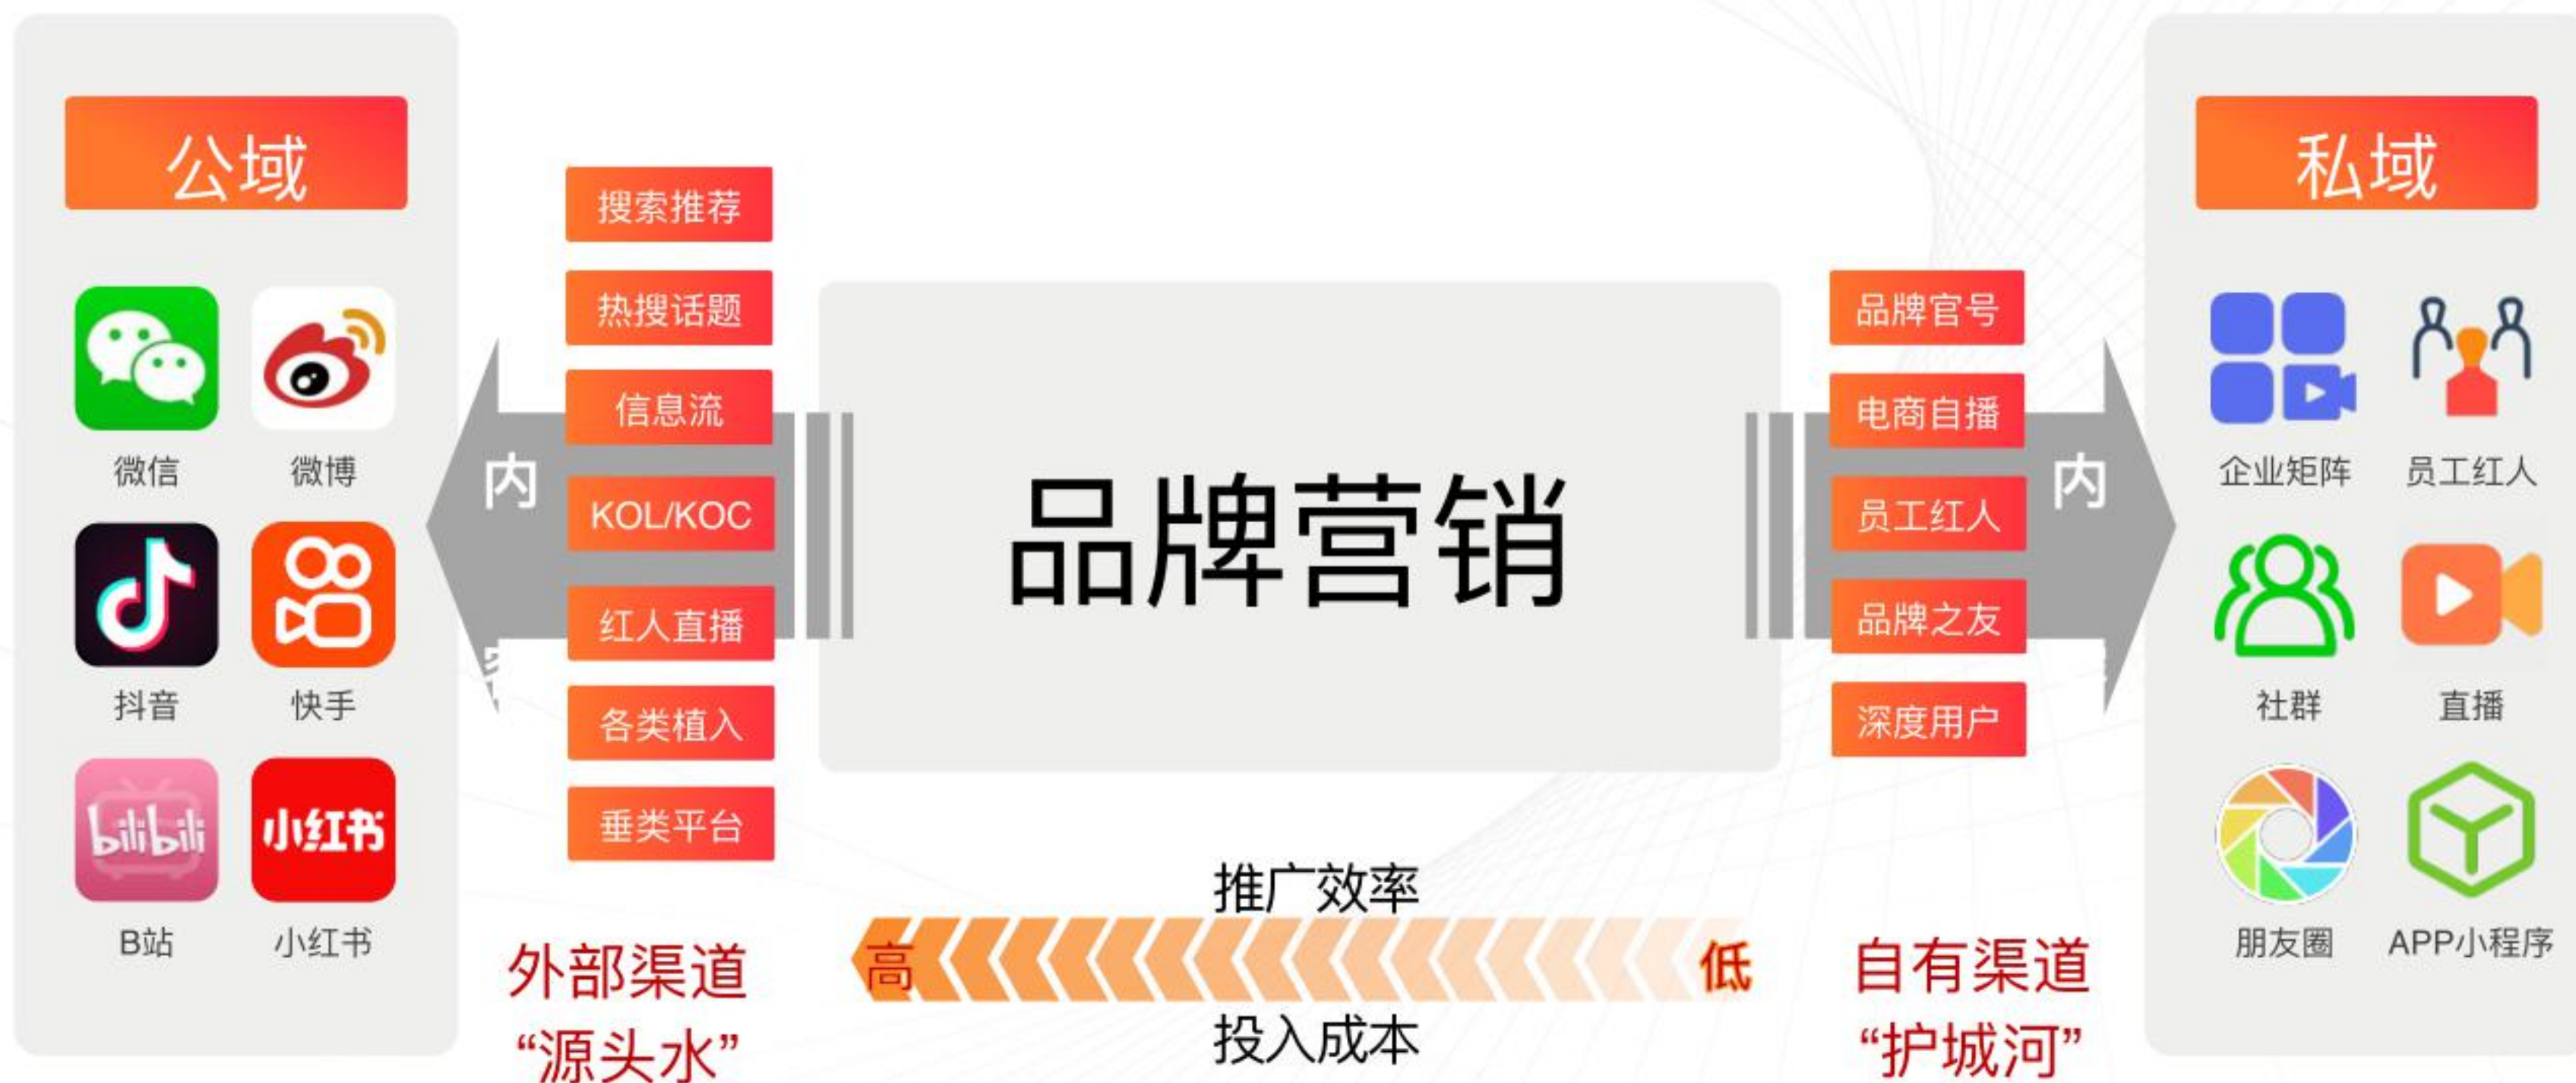 公域
微信
微博
抖音
快手
bilibili
小红书
B站
小红书
搜索推荐
热搜话题
信息流
KOL/KOC
红人直播
各类植入
垂类平台
内
外部渠道
“源头水”
品牌营销
推广效率
高
低
投入成本
品牌官号
电商自播
员工红人
品牌之友
深度用户
内
自有渠道
“护城河”
私域
企业矩阵
员工红人
社群
直播
朋友圈
APP小程序